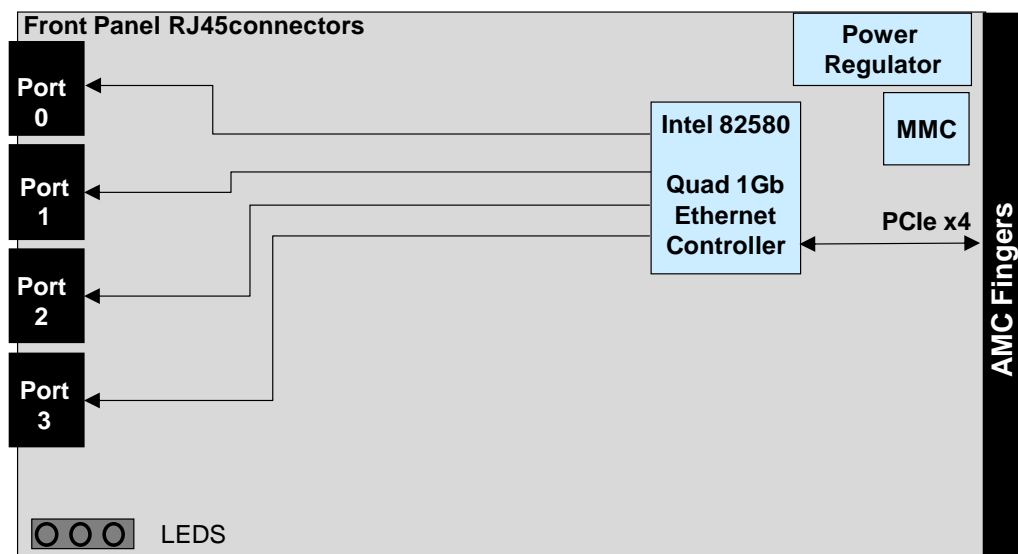 Front Panel RJ45connectors
Port
0
Port
1
Port
2
Port
3
Intel 82580
Quad 1Gb
Ethernet
Controller
Power
Regulator
MMC
PCIe x4
AMC Fingers
LEDS